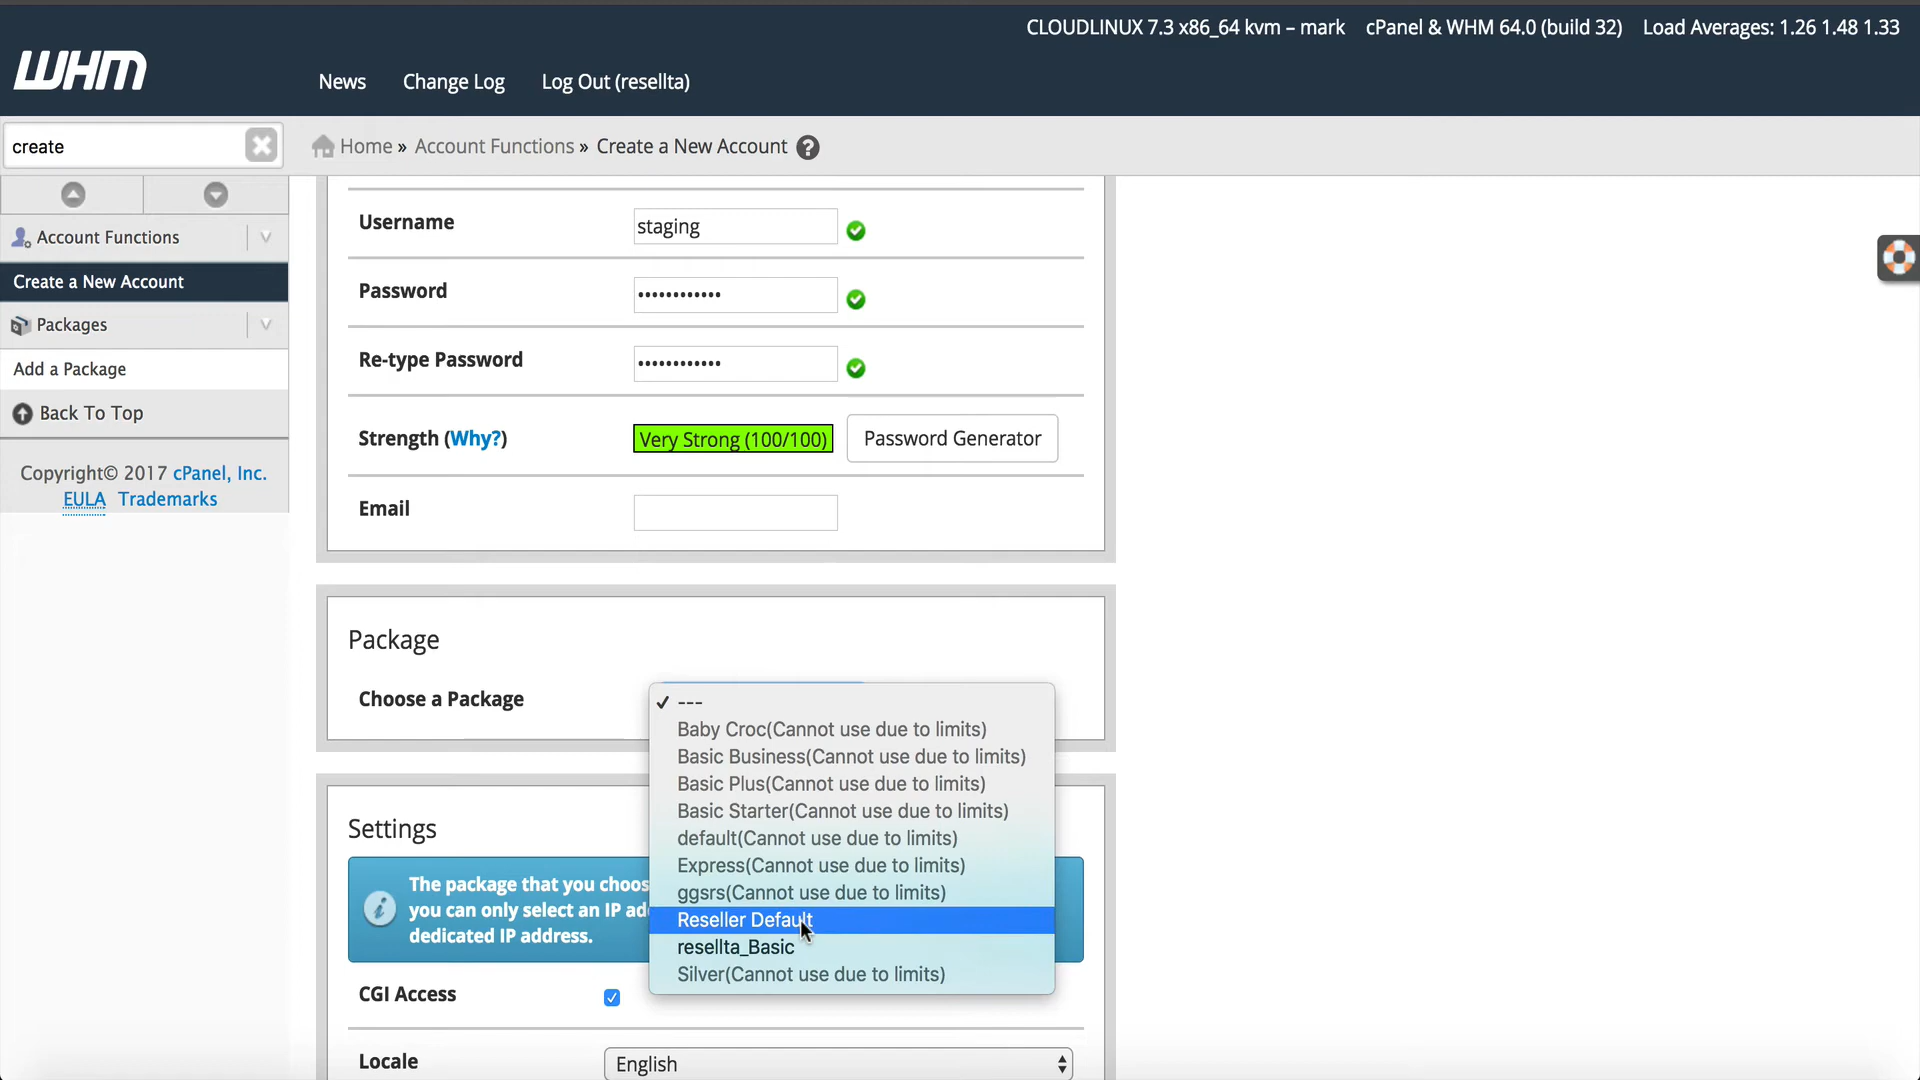 CLOUDLINUX 7.3 x86_64 kvm – mark cPanel & WHM 64.0 (build 32) Load Averages: 1.26 1.48 1.33
WHM
News Change Log Log Out (resellta)
create
Home » Account Functions » Create a New Account ?
Account Functions
Create a New Account
Packages
Add a Package
Back To Top
Copyright© 2017 cPanel, Inc.
EULA Trademarks
Username staging
Password ••••••••••••
Re-type Password ••••••••••••
Strength (Why?) Very Strong (100/100) Password Generator
Email
Package
Choose a Package
✓ ---
Baby Croc(Cannot use due to limits)
Basic Business(Cannot use due to limits)
Basic Plus(Cannot use due to limits)
Basic Starter(Cannot use due to limits)
default(Cannot use due to limits)
Express(Cannot use due to limits)
ggsrs(Cannot use due to limits)
Reseller Default
resellta_Basic
Silver(Cannot use due to limits)
Settings
The package that you choos
you can only select an IP ad
dedicated IP address.
CGI Access
Locale English